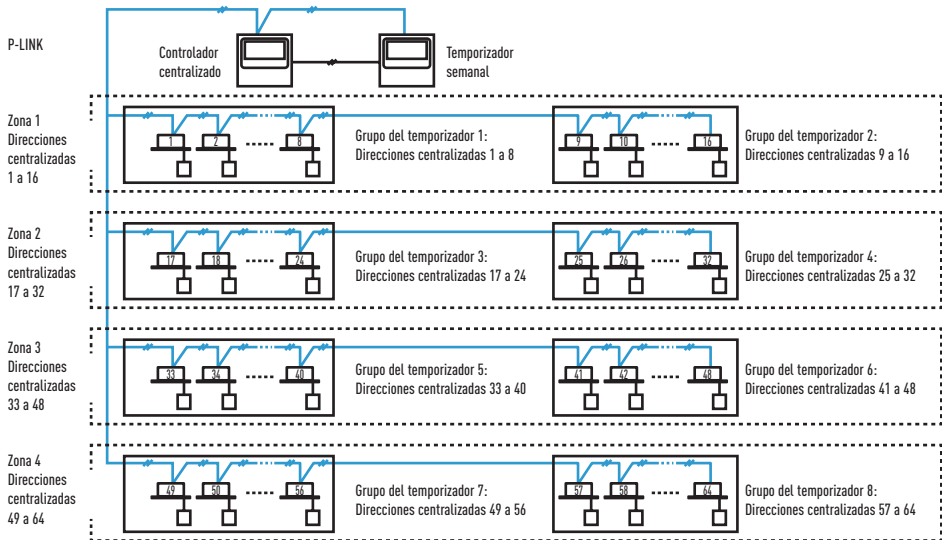 P-LINK
Controlador
centralizado
Temporizador
semanal
Zona 1
Direcciones
centralizadas
1 a 16
1
2
8
Grupo del temporizador 1:
Direcciones centralizadas 1 a 8
9
10
16
Grupo del temporizador 2:
Direcciones centralizadas 9 a 16
Zona 2
Direcciones
centralizadas
17 a 32
17
18
24
Grupo del temporizador 3:
Direcciones centralizadas 17 a 24
25
26
32
Grupo del temporizador 4:
Direcciones centralizadas 25 a 32
Zona 3
Direcciones
centralizadas
33 a 48
33
34
40
Grupo del temporizador 5:
Direcciones centralizadas 33 a 40
41
42
48
Grupo del temporizador 6:
Direcciones centralizadas 41 a 48
Zona 4
Direcciones
centralizadas
49 a 64
49
50
56
Grupo del temporizador 7:
Direcciones centralizadas 49 a 56
57
58
64
Grupo del temporizador 8:
Direcciones centralizadas 57 a 64